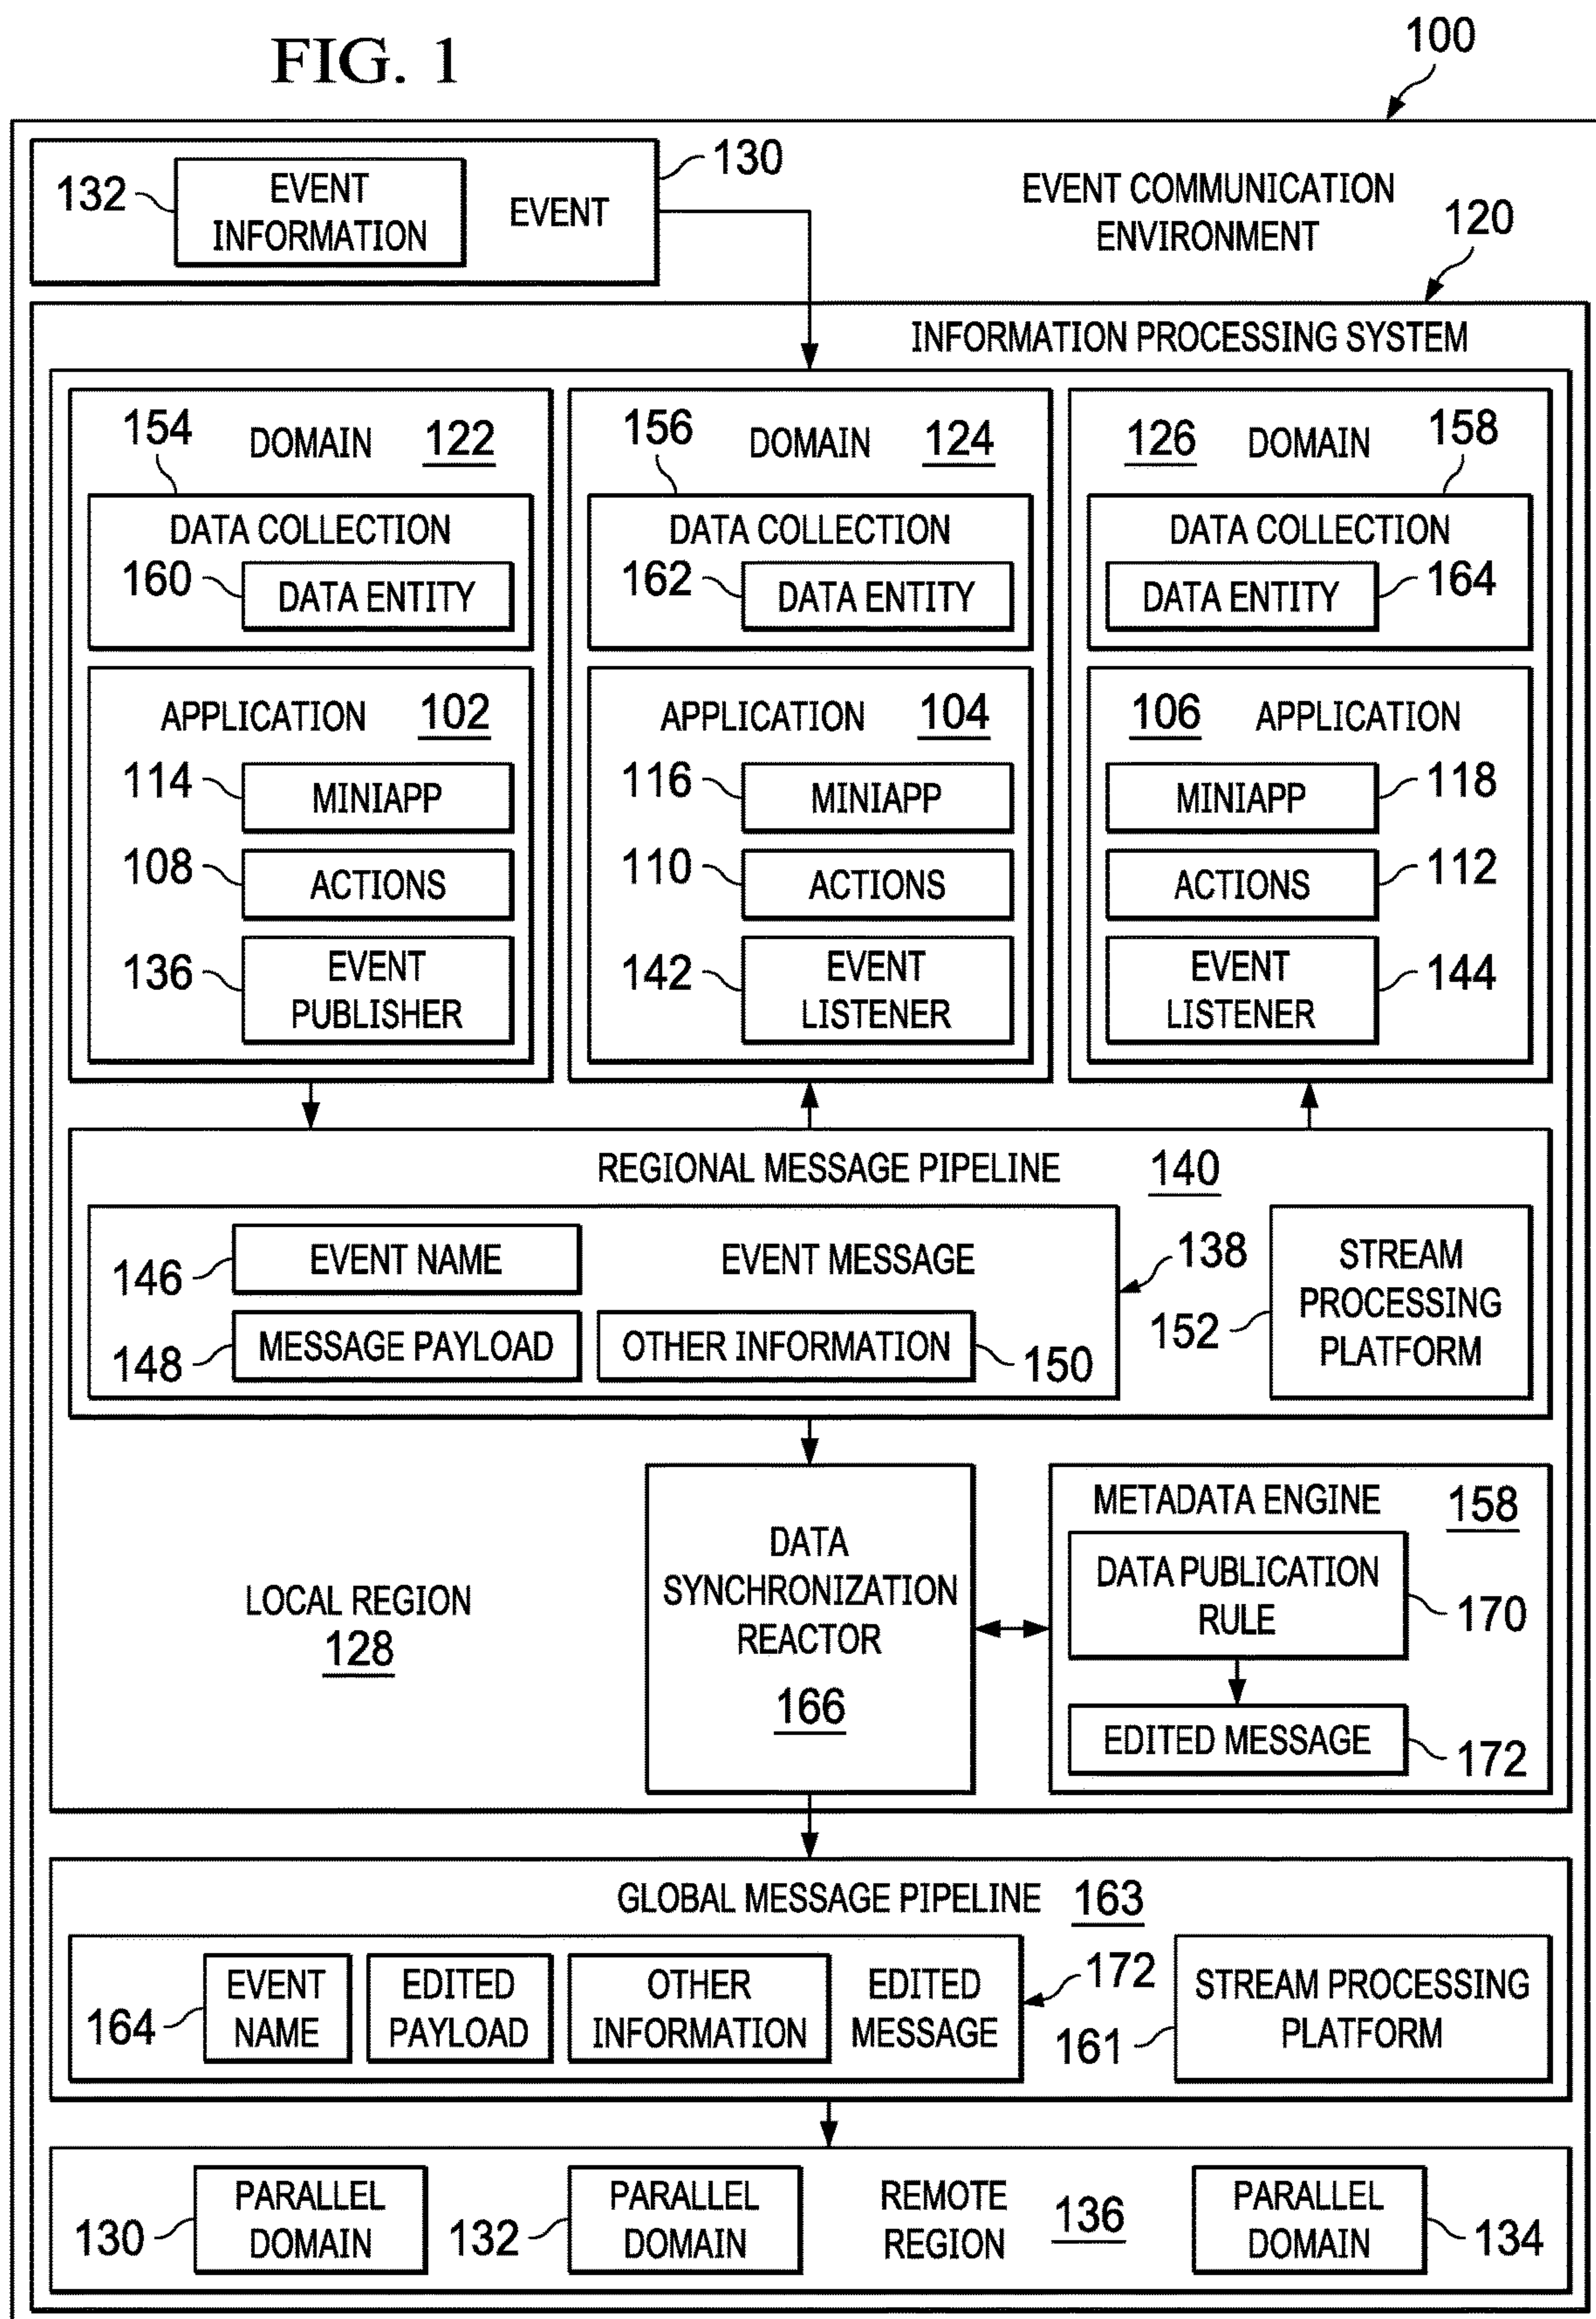 FIG. 1
100
132
EVENT
INFORMATION
EVENT
130
EVENT COMMUNICATION
ENVIRONMENT
120
INFORMATION PROCESSING SYSTEM
154
DOMAIN
122
DATA COLLECTION
160
DATA ENTITY
APPLICATION
102
114
MINIAPP
108
ACTIONS
136
EVENT
PUBLISHER
156
DOMAIN
124
DATA COLLECTION
162
DATA ENTITY
APPLICATION
104
116
MINIAPP
110
ACTIONS
142
EVENT
LISTENER
126
DOMAIN
158
DATA COLLECTION
DATA ENTITY
164
106
APPLICATION
MINIAPP
118
ACTIONS
112
EVENT
LISTENER
144
REGIONAL MESSAGE PIPELINE
140
146
EVENT NAME
EVENT MESSAGE
138
148
MESSAGE PAYLOAD
OTHER INFORMATION
150
152
STREAM
PROCESSING
PLATFORM
LOCAL REGION
128
DATA
SYNCHRONIZATION
REACTOR
166
METADATA ENGINE
158
DATA PUBLICATION
RULE
170
EDITED MESSAGE
172
GLOBAL MESSAGE PIPELINE
163
164
EVENT
NAME
EDITED
PAYLOAD
OTHER
INFORMATION
EDITED
MESSAGE
172
161
STREAM PROCESSING
PLATFORM
130
PARALLEL
DOMAIN
132
PARALLEL
DOMAIN
REMOTE
REGION
136
PARALLEL
DOMAIN
134